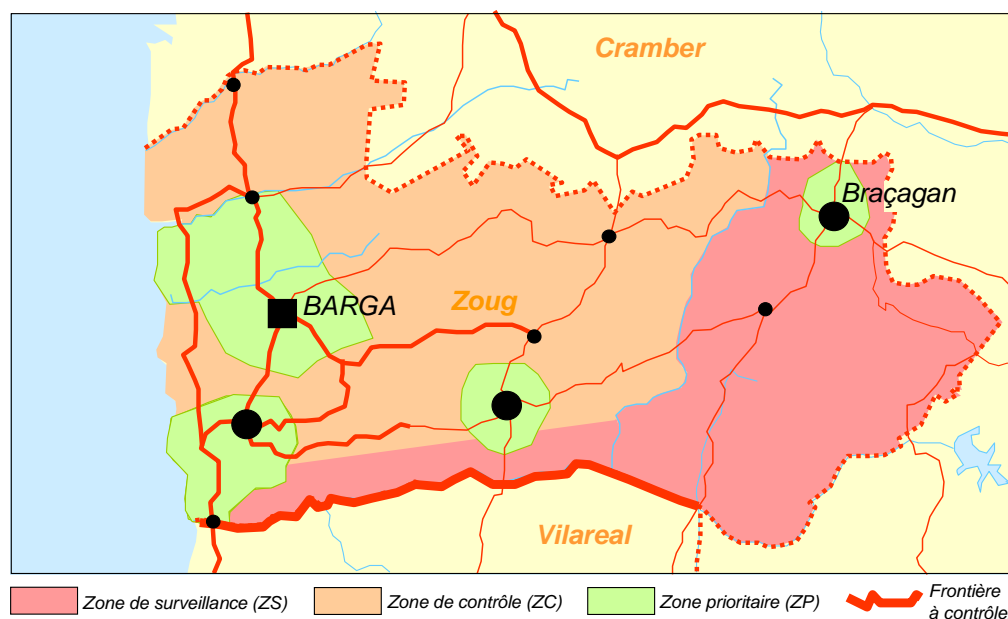 Cramber
Braçagan
BARGA
Zoug
Vilareal
Zone de surveillance (ZS)
Zone de contrôle (ZC)
Zone prioritaire (ZP)
Frontière
à contrôle